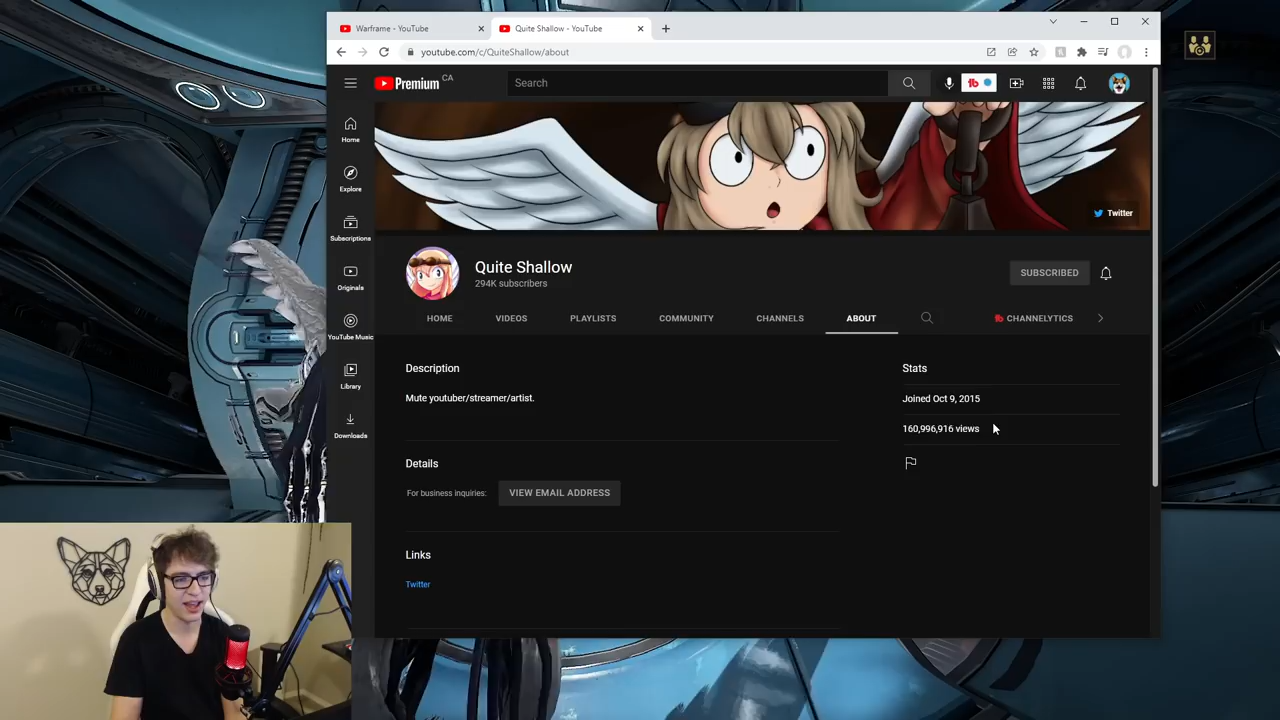 Warframe - YouTube
Quite Shallow - YouTube
youtube.com/c/QuiteShallow/about
Premium CA
Search
Twitter
Home
Explore
Subscriptions
Originals
YouTube Music
Library
Downloads
Quite Shallow
294K subscribers
SUBSCRIBED
HOME VIDEOS PLAYLISTS COMMUNITY CHANNELS ABOUT CHANNELYTICS
Description
Mute youtuber/streamer/artist.
Stats
Joined Oct 9, 2015
160,996,916 views
Details
For business inquiries: VIEW EMAIL ADDRESS
Links
Twitter